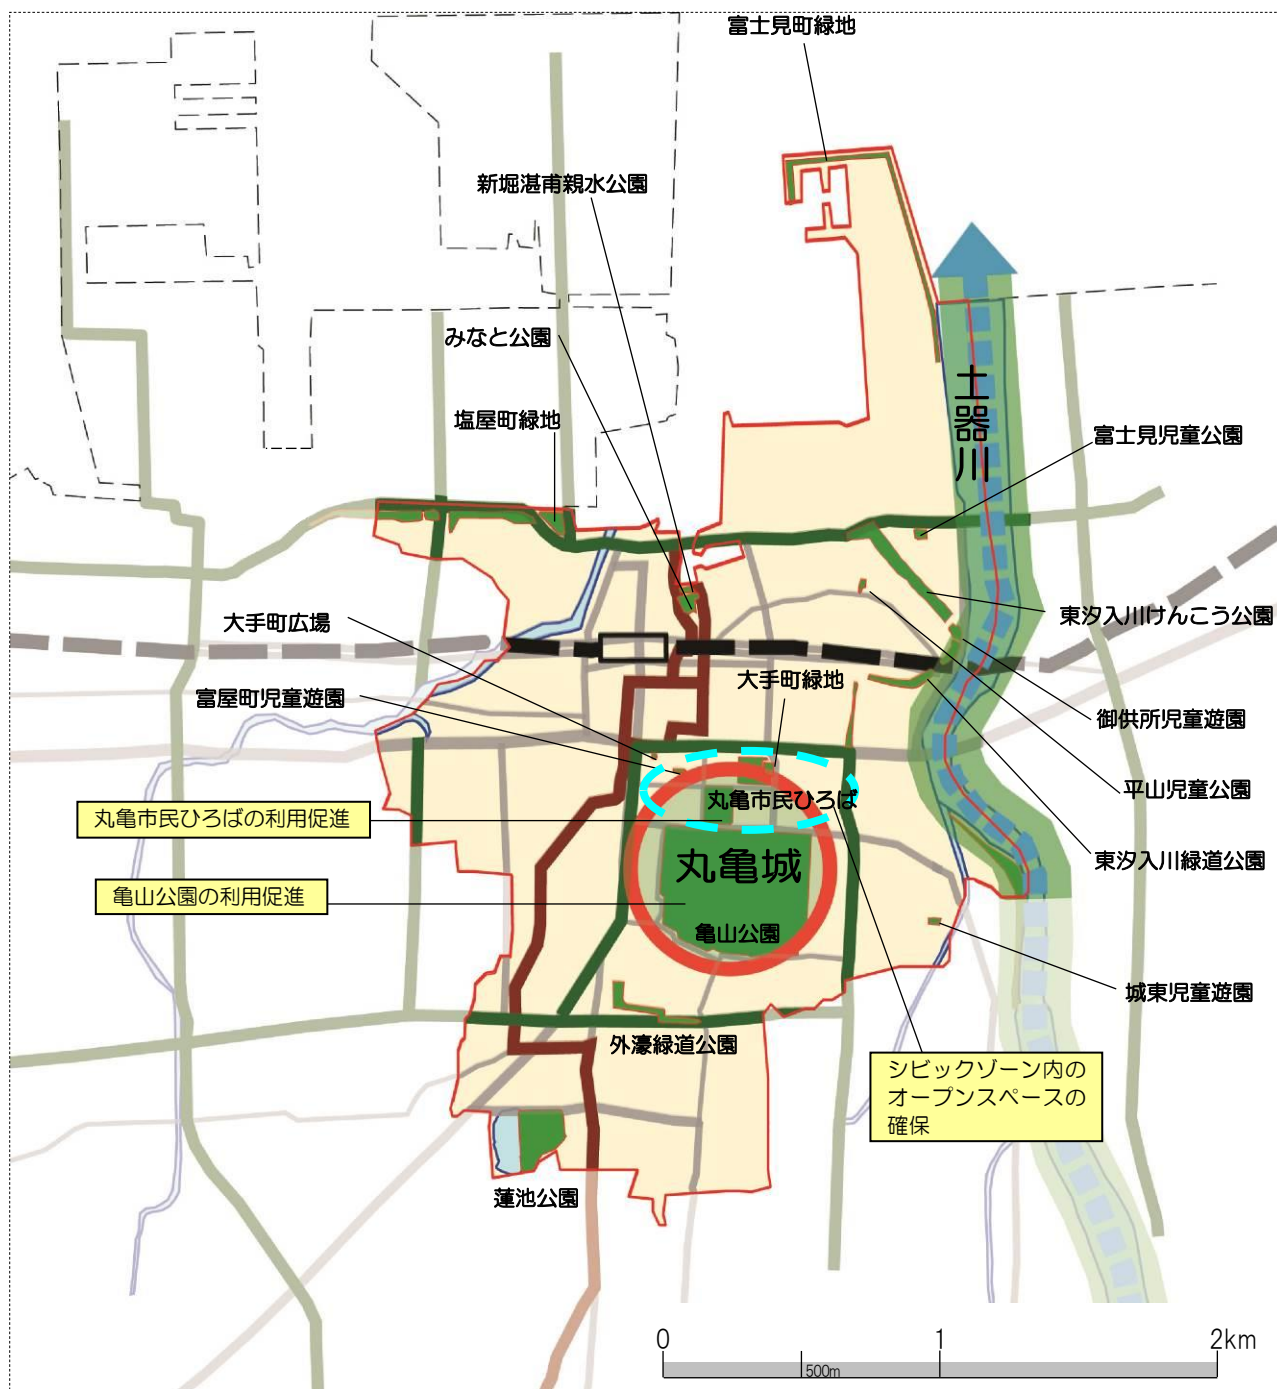 富士見町緑地
新堀湛甫親水公園
みなと公園
塩屋町緑地
土器川
富士見児童公園
大手町広場
東汐入川けんこう公園
富屋町児童遊園
大手町緑地
御供所児童遊園
平山児童公園
丸亀市民ひろば
丸亀市民ひろばの利用促進
丸亀城
東汐入川緑道公園
亀山公園の利用促進
亀山公園
城東児童遊園
外濠緑道公園
シビックゾーン内の
オープンスペースの
確保
蓮池公園
0
1
2km
500m